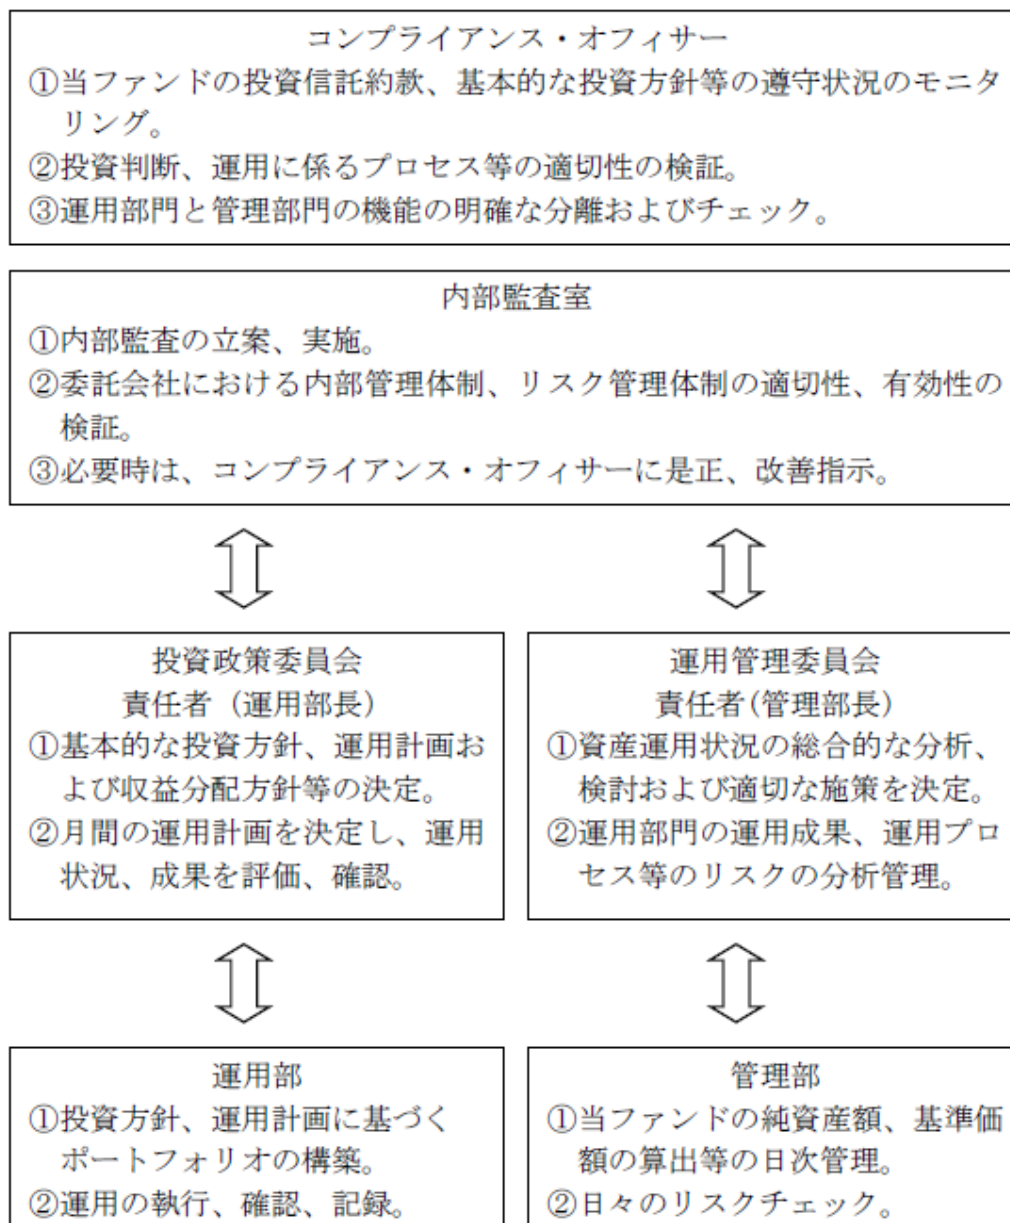 コンプライアンス・オフィサー
①当ファンドの投資信託約款、基本的な投資方針等の遵守状況のモニタ
リング。
②投資判断、運用に係るプロセス等の適切性の検証。
③運用部門と管理部門の機能の明確な分離およびチェック。
内部監査室
①内部監査の立案、実施。
②委託会社における内部管理体制、リスク管理体制の適切性、有効性の
検証。
③必要時は、コンプライアンス・オフィサーに是正、改善指示。
投資政策委員会
責任者（運用部長）
①基本的な投資方針、運用計画お
よび収益分配方針等の決定。
②月間の運用計画を決定し、運用
状況、成果を評価、確認。
運用管理委員会
責任者(管理部長)
①資産運用状況の総合的な分析、
検討および適切な施策を決定。
②運用部門の運用成果、運用プロ
セス等のリスクの分析管理。
運用部
①投資方針、運用計画に基づく
ポートフォリオの構築。
②運用の執行、確認、記録。
管理部
①当ファンドの純資産額、基準価
額の算出等の日次管理。
②日々のリスクチェック。